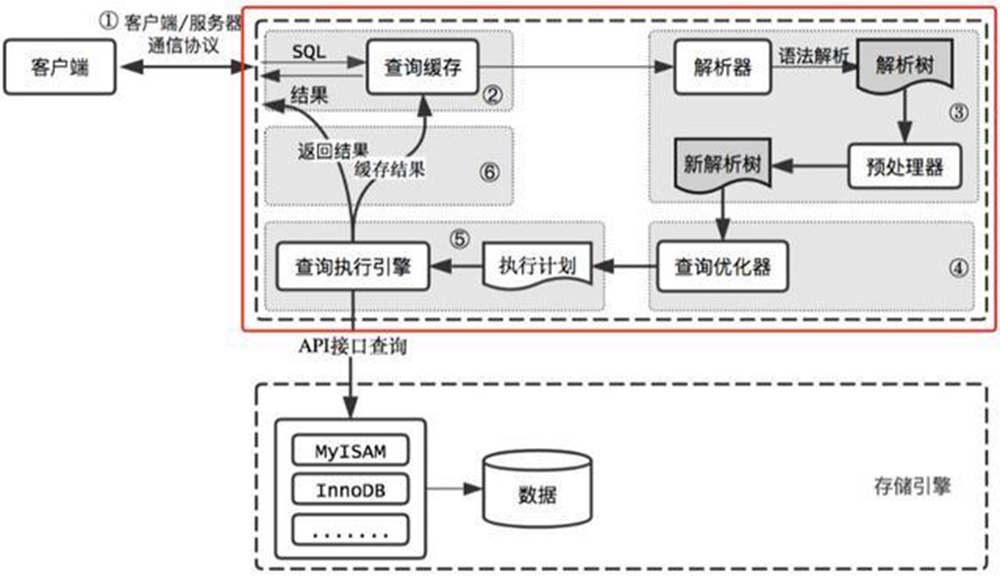 ① 客户端/服务器
通信协议
客户端
SQL
查询缓存
结果
②
解析器
语法解析
解析树
③
预处理器
新解析树
返回结果
缓存结果
⑥
查询执行引擎
⑤
执行计划
查询优化器
④
API接口查询
MyISAM
InnoDB
.......
数据
存储引擎